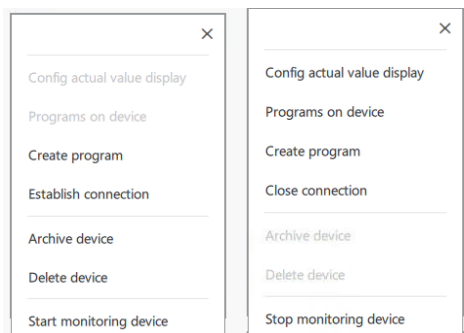 Config actual value display
Programs on device
Create program
Establish connection
Archive device
Delete device
Start monitoring device
Config actual value display
Programs on device
Create program
Close connection
Archive device
Delete device
Stop monitoring device